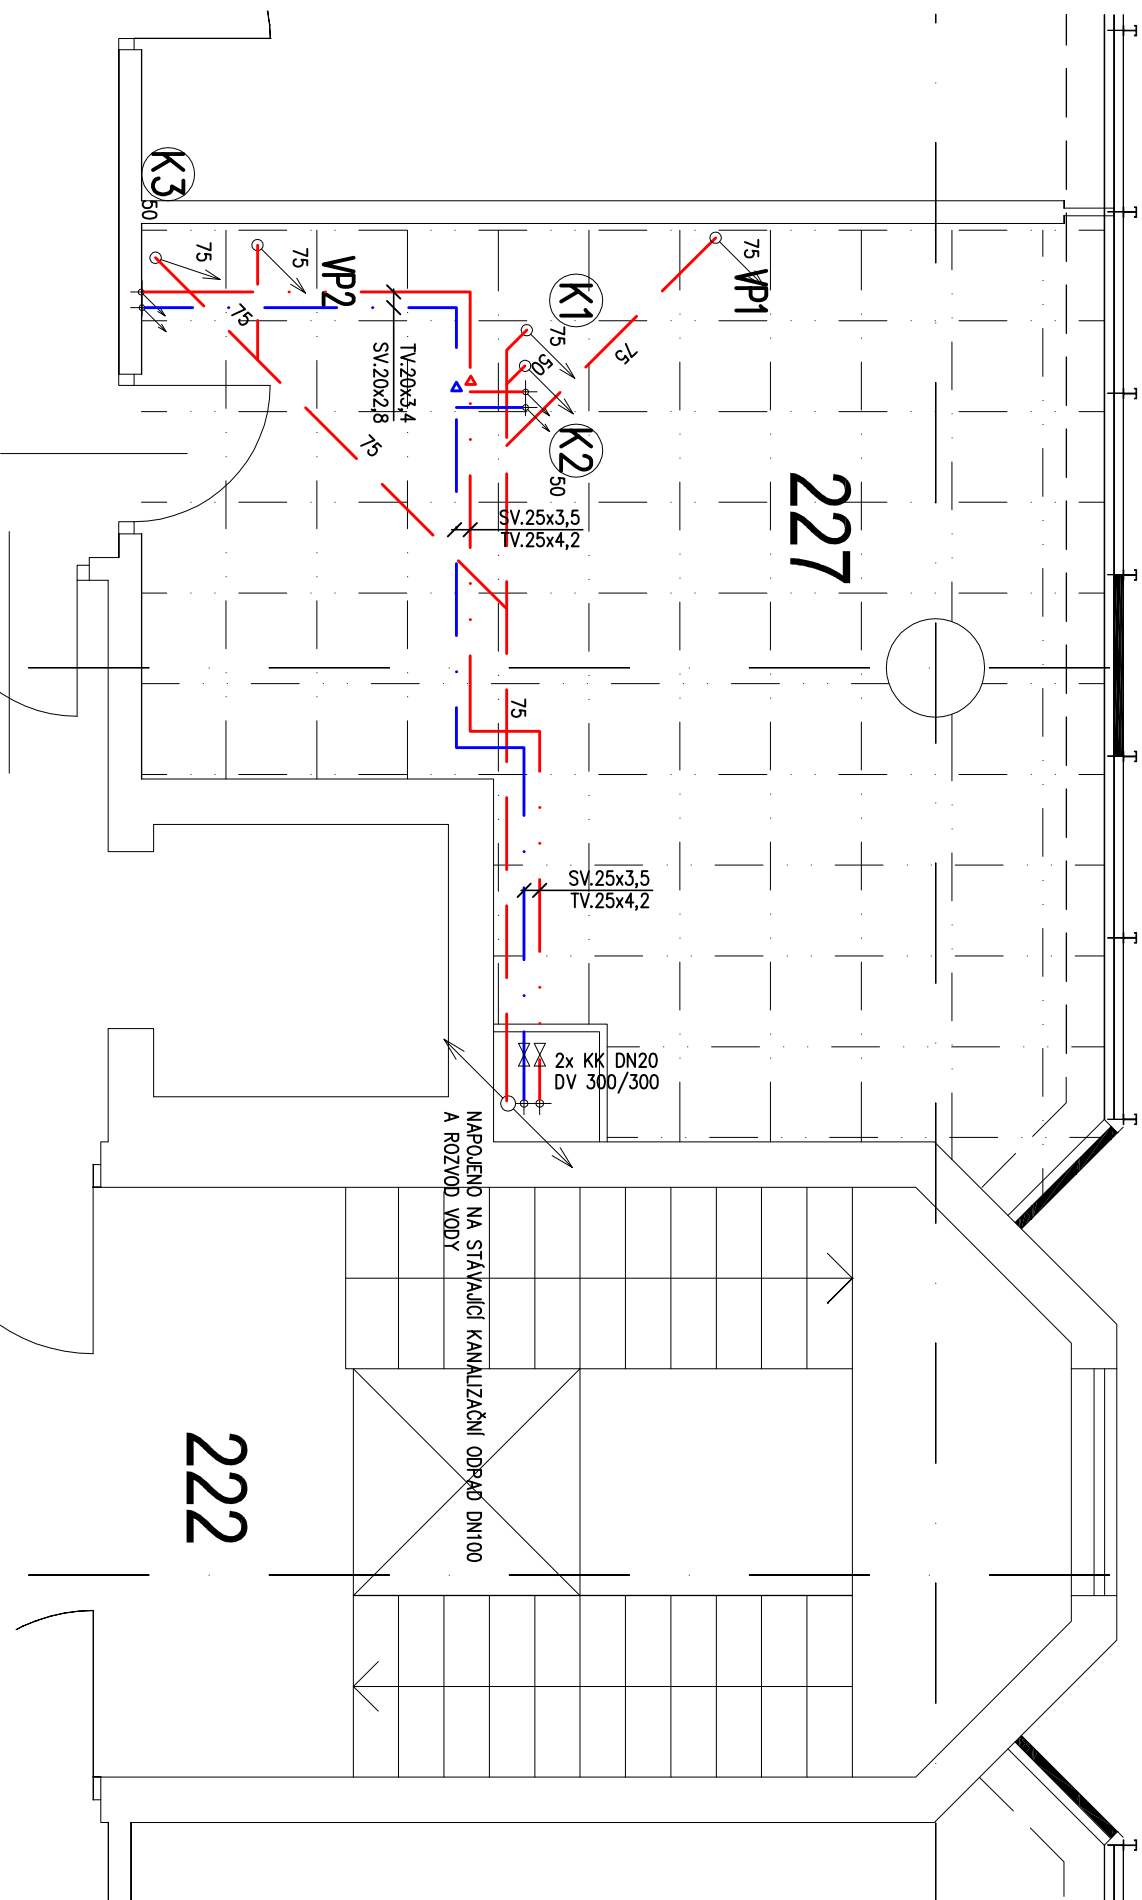 K3
50
75
75
VP2
75
VP1
75
K1
75
50
75
75
TV.20x3,4
SV.20x2,8
75
K2
50
227
SV.25x3,5
TV.25x4,2
75
SV.25x3,5
TV.25x4,2
2x KK DN20
DV 300/300
NAPOJENO NA STÁVAJÍCÍ KANALIZAČNÍ ODPAD DN100
A ROZVOD VODY
222